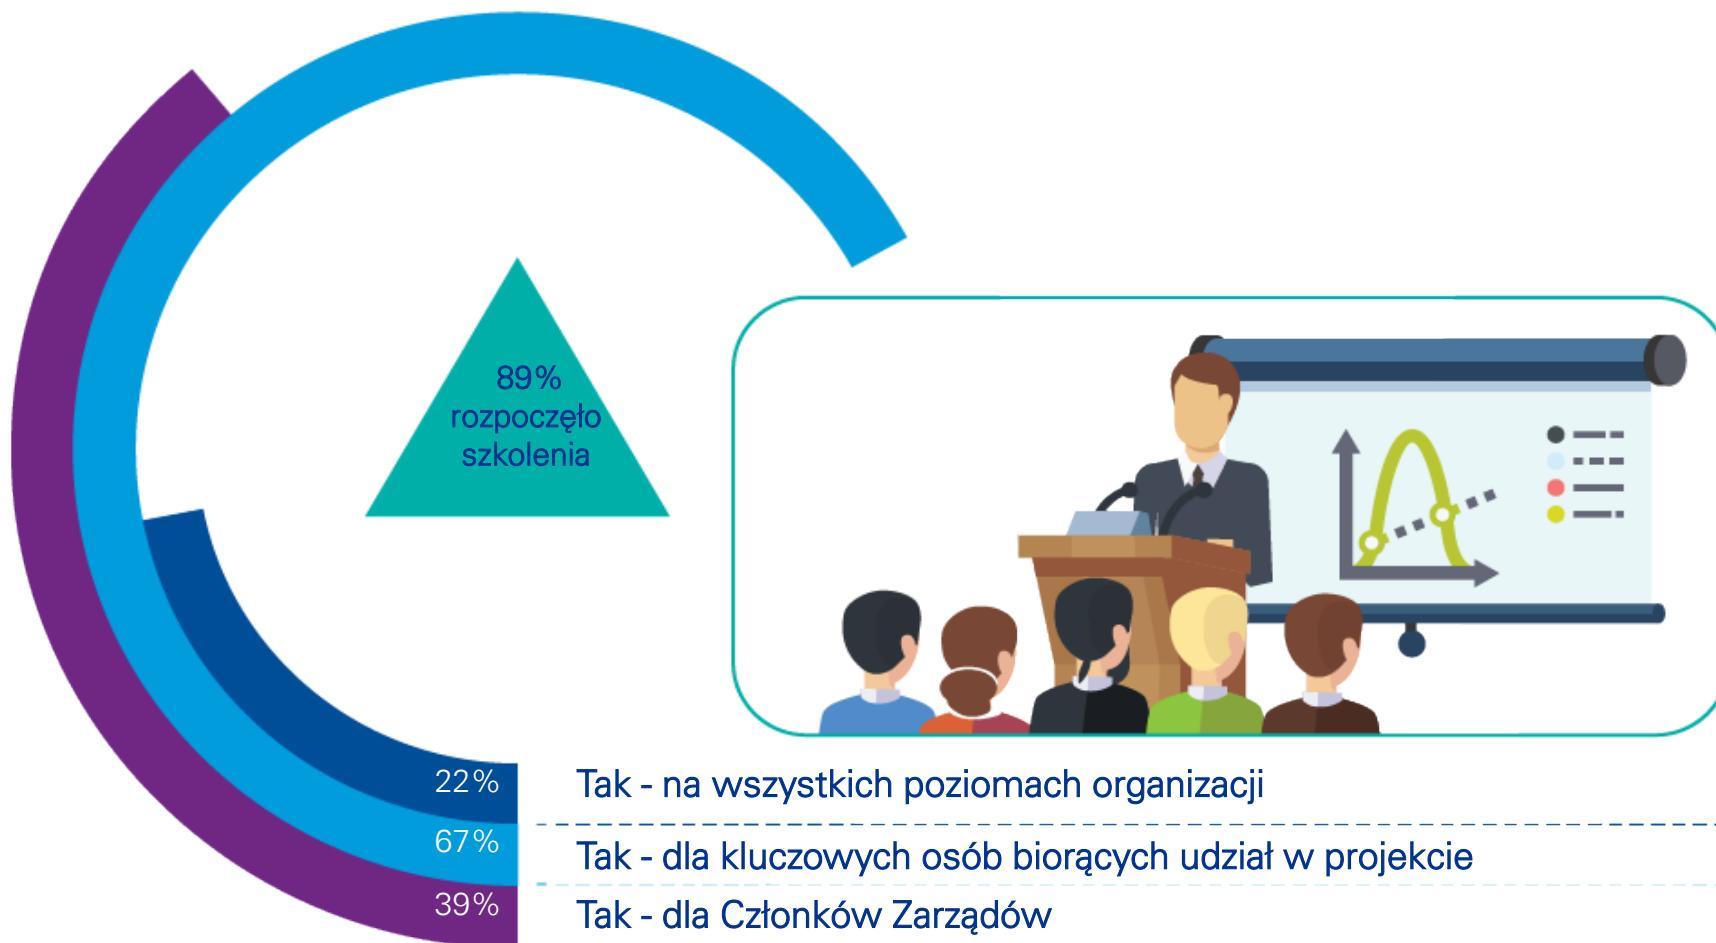 89%
rozpoczęło
szkolenia
22% Tak - na wszystkich poziomach organizacji
67% Tak - dla kluczowych osób biorących udział w projekcie
39% Tak - dla Członków Zarządów